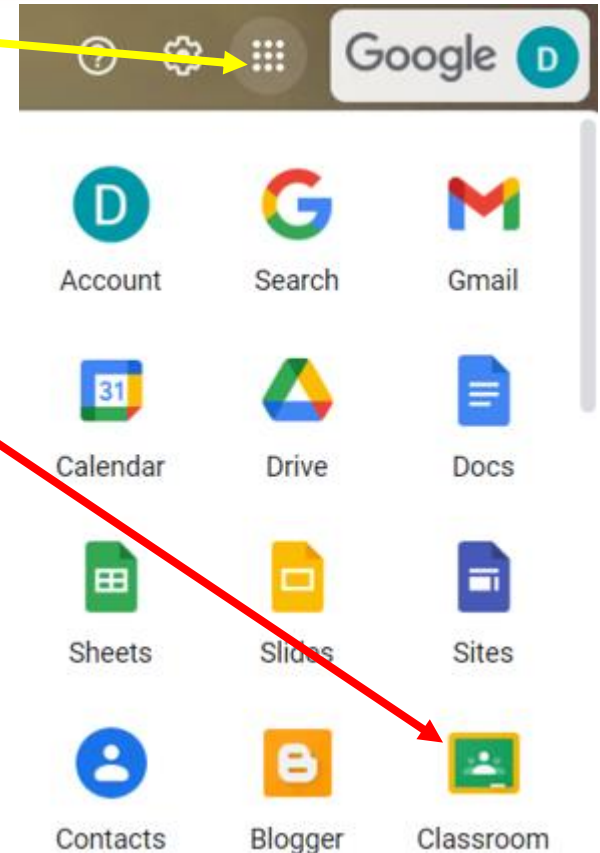 Google D
D
Account Search Gmail
31
Calendar Drive Docs
Sheets Slides Sites
Contacts Blogger Classroom